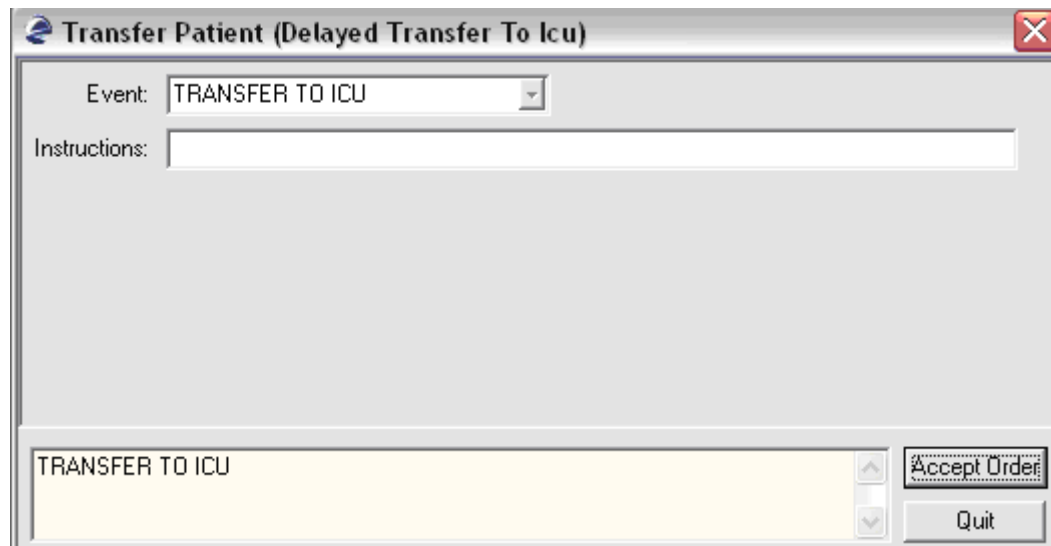 Transfer Patient (Delayed Transfer To Icu)
Event: TRANSFER TO ICU
Instructions:
TRANSFER TO ICU
Accept Order
Quit